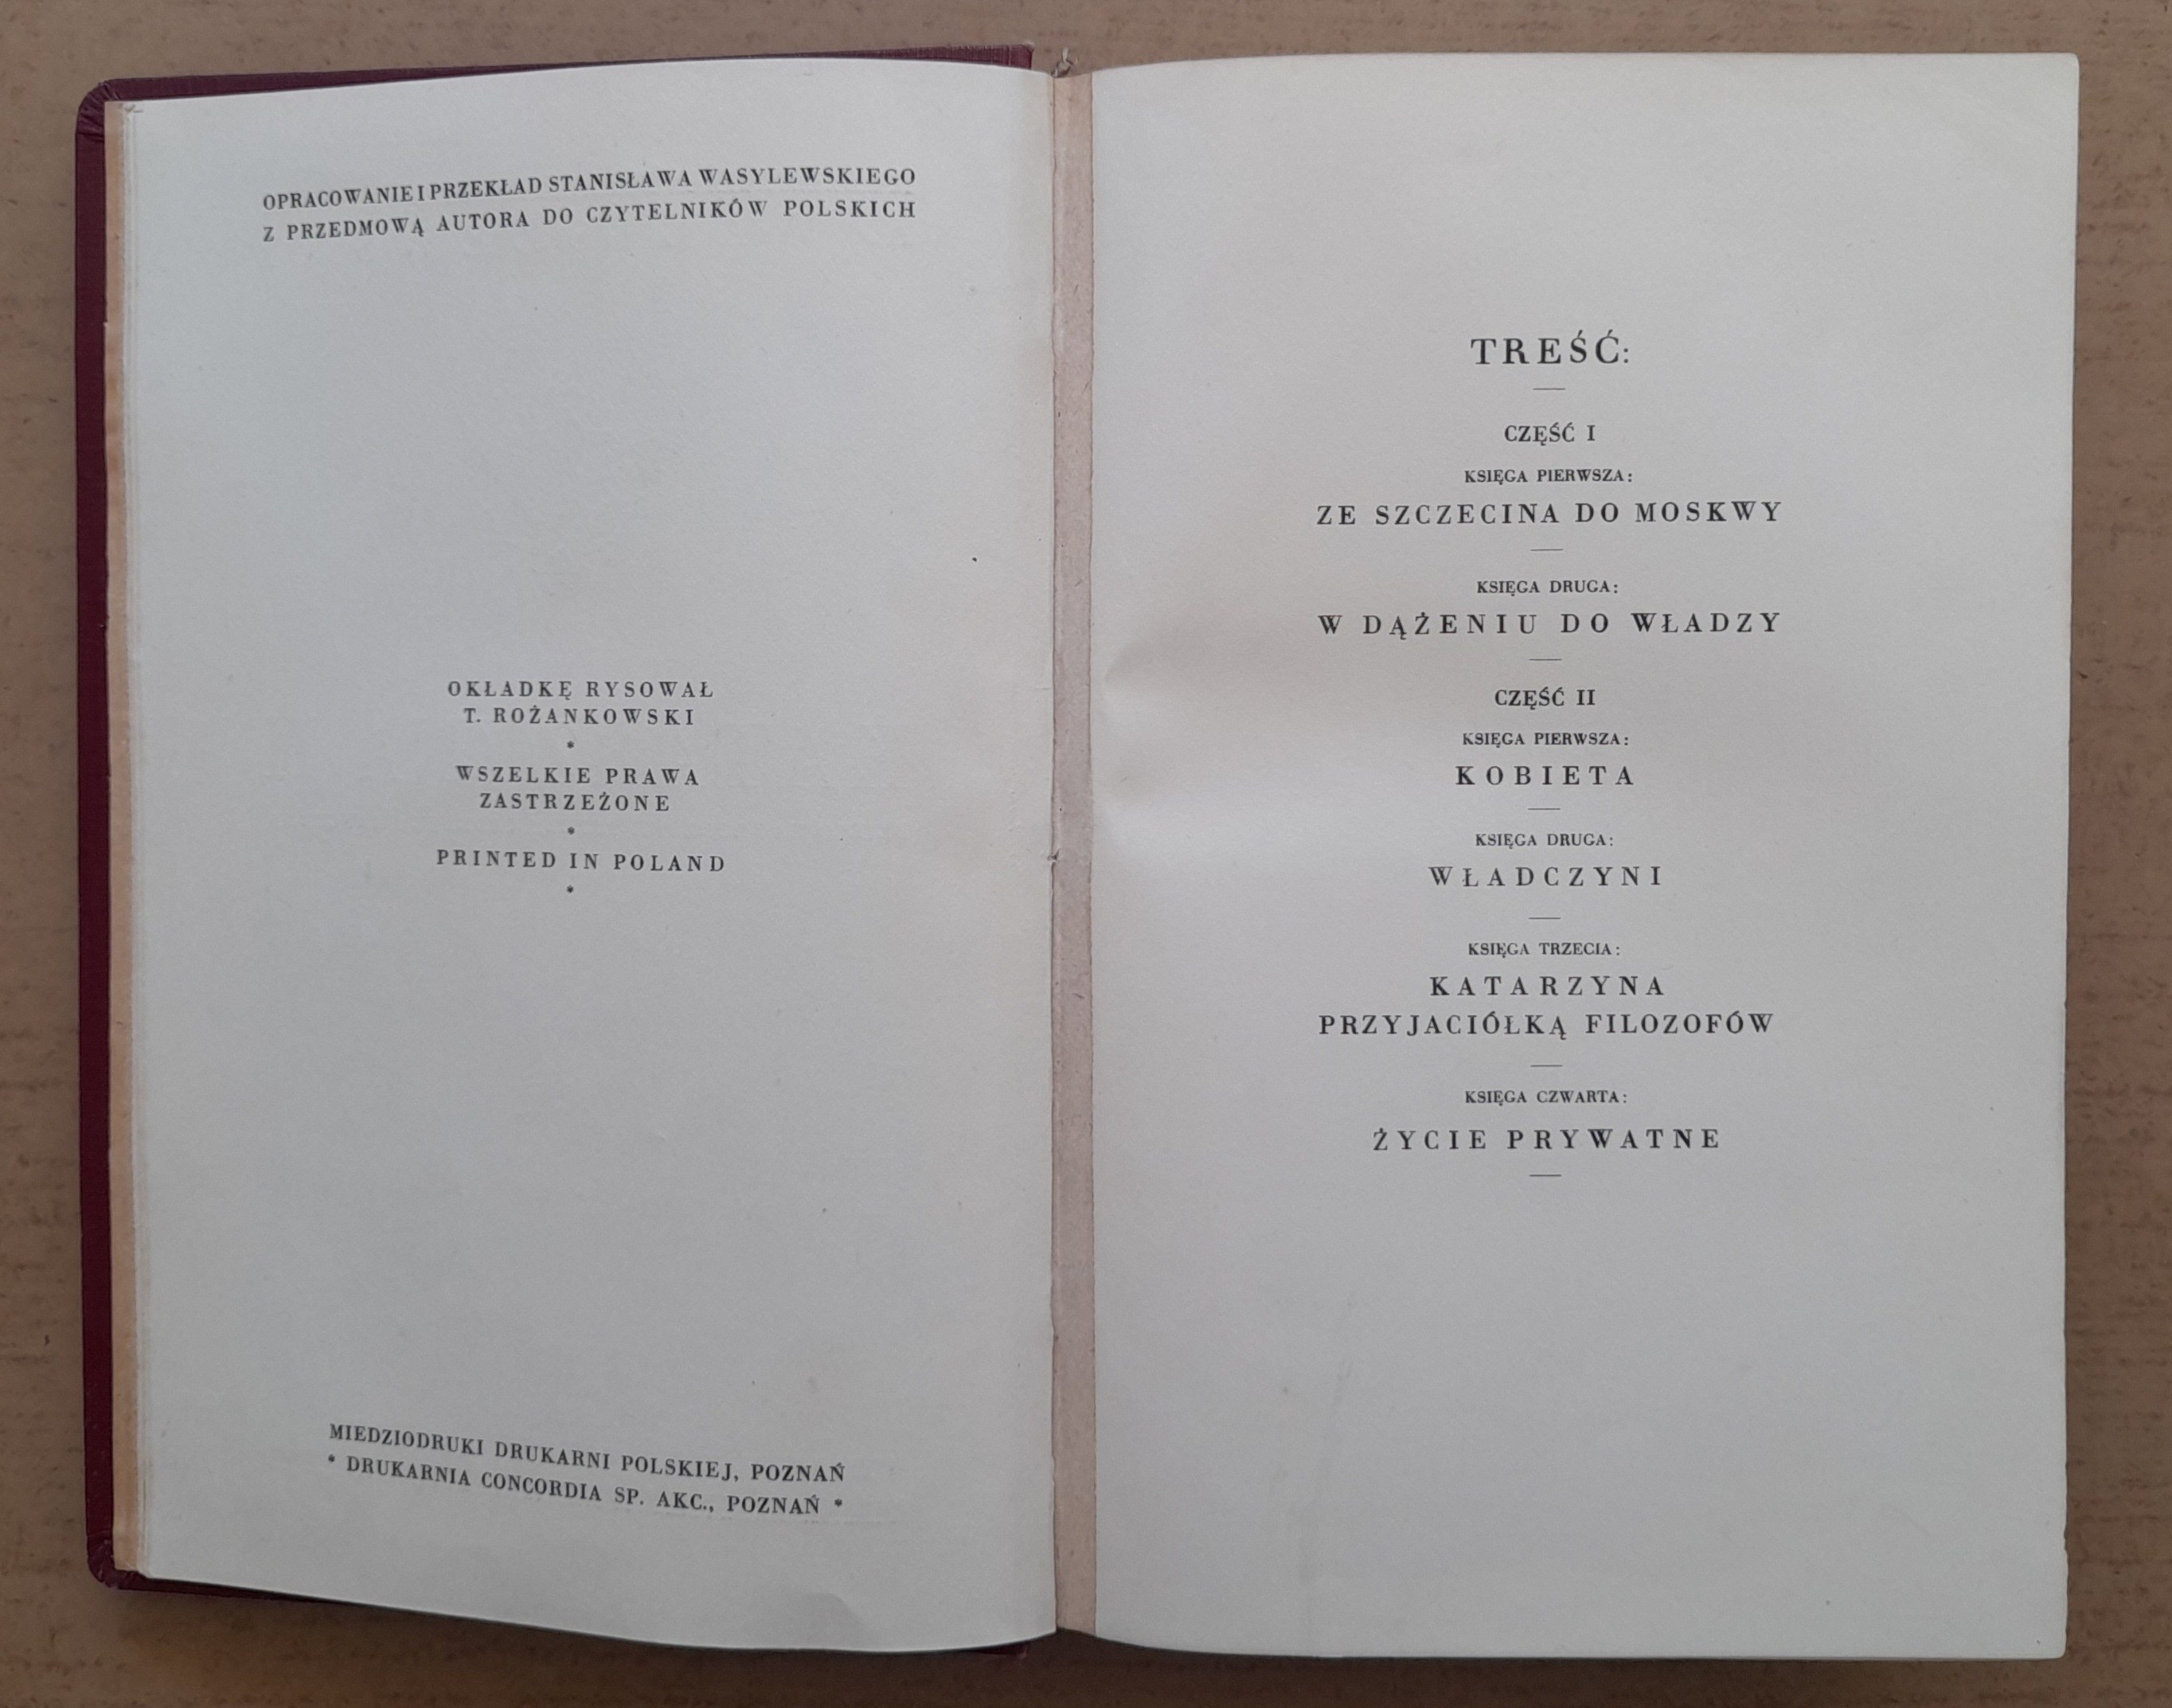 OPRACOWANIE I PRZEKŁAD STANISŁAWA WASYLEWSKIEGO
Z PRZEDMOWĄ AUTORA DO CZYTELNIKÓW POLSKICH
OKŁADKĘ RYSOWAŁ
T. ROŻANKOWSKI
*
WSZELKIE PRAWA
ZASTRZEŻONE
*
PRINTED IN POLAND
*
MIEDZIODRUKI DRUKARNI POLSKIEJ, POZNAŃ
* DRUKARNIA CONCORDIA SP. AKC., POZNAŃ *
TREŚĆ:
CZĘŚĆ I
KSIĘGA PIERWSZA:
ZE SZCZECINA DO MOSKWY
KSIĘGA DRUGA:
W DĄŻENIU DO WŁADZY
CZĘŚĆ II
KSIĘGA PIERWSZA:
KOBIETA
KSIĘGA DRUGA:
WŁADCZYNI
KSIĘGA TRZECIA:
KATARZYNA
PRZYJACIÓŁKĄ FILOZOFÓW
KSIĘGA CZWARTA:
ŻYCIE PRYWATNE